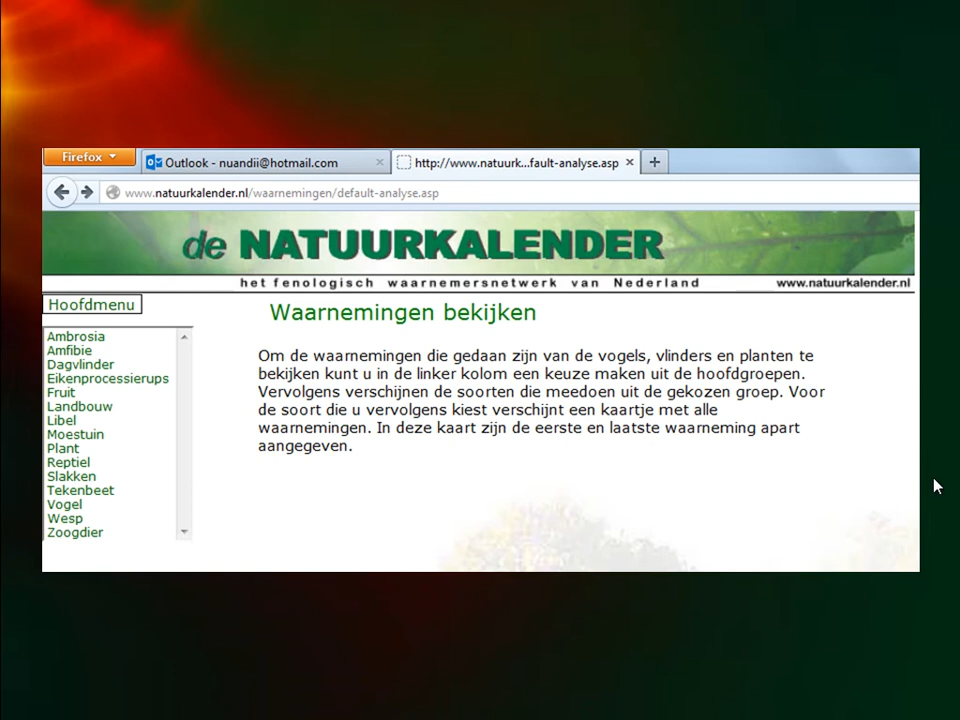 Firefox
Outlook - nuandii@hotmail.com
http://www.natuurk...fault-analyse.asp
www.natuurkalender.nl/waarnemingen/default-analyse.asp
de NATUURKALENDER
het fenologisch waarnemersnetwerk van Nederland
www.natuurkalender.nl
Hoofdmenu
Waarnemingen bekijken
Ambrosia
Amfibie
Dagvlinder
Eikenprocessierups
Fruit
Landbouw
Libel
Moestuin
Plant
Reptiel
Slakken
Tekenbeet
Vogel
Wesp
Zoogdier
Om de waarnemingen die gedaan zijn van de vogels, vlinders en planten te
bekijken kunt u in de linker kolom een keuze maken uit de hoofdgroepen.
Vervolgens verschijnen de soorten die meedoen uit de gekozen groep. Voor
de soort die u vervolgens kiest verschijnt een kaartje met alle
waarnemingen. In deze kaart zijn de eerste en laatste waarneming apart
aangegeven.